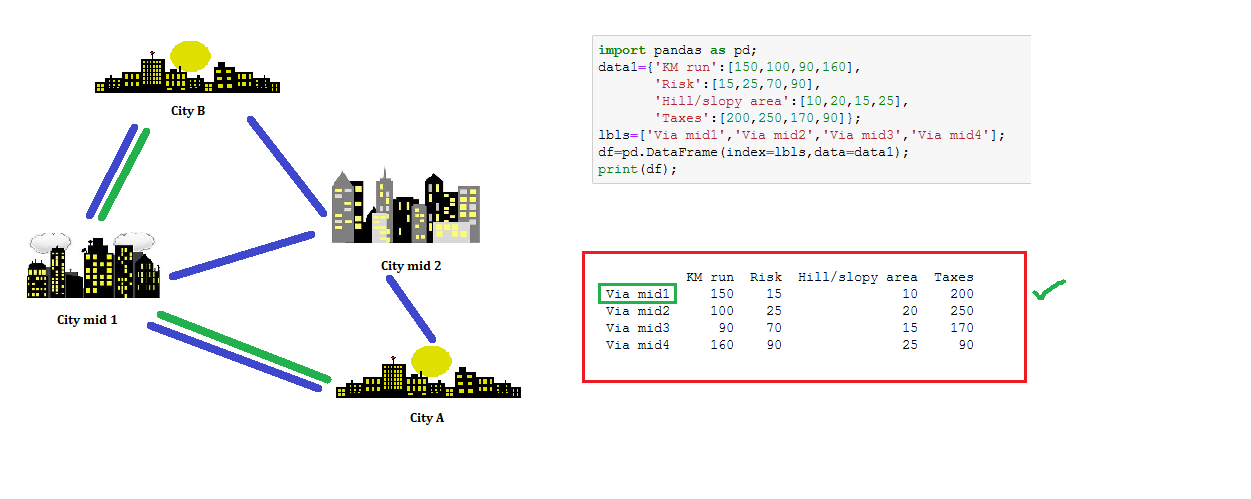 City B
City mid 2
City mid 1
City A
import pandas as pd;
data1={'KM run':[150,100,90,160],
'Risk':[15,25,70,90],
'Hill/slopy area':[10,20,15,25],
'Taxes':[200,250,170,90]};
lbls=['Via mid1','Via mid2','Via mid3','Via mid4'];
df=pd.DataFrame(index=lbls,data=data1);
print(df);
KM run Risk Hill/slopy area Taxes
Via mid1 150 15 10 200
Via mid2 100 25 20 250
Via mid3 90 70 15 170
Via mid4 160 90 25 90